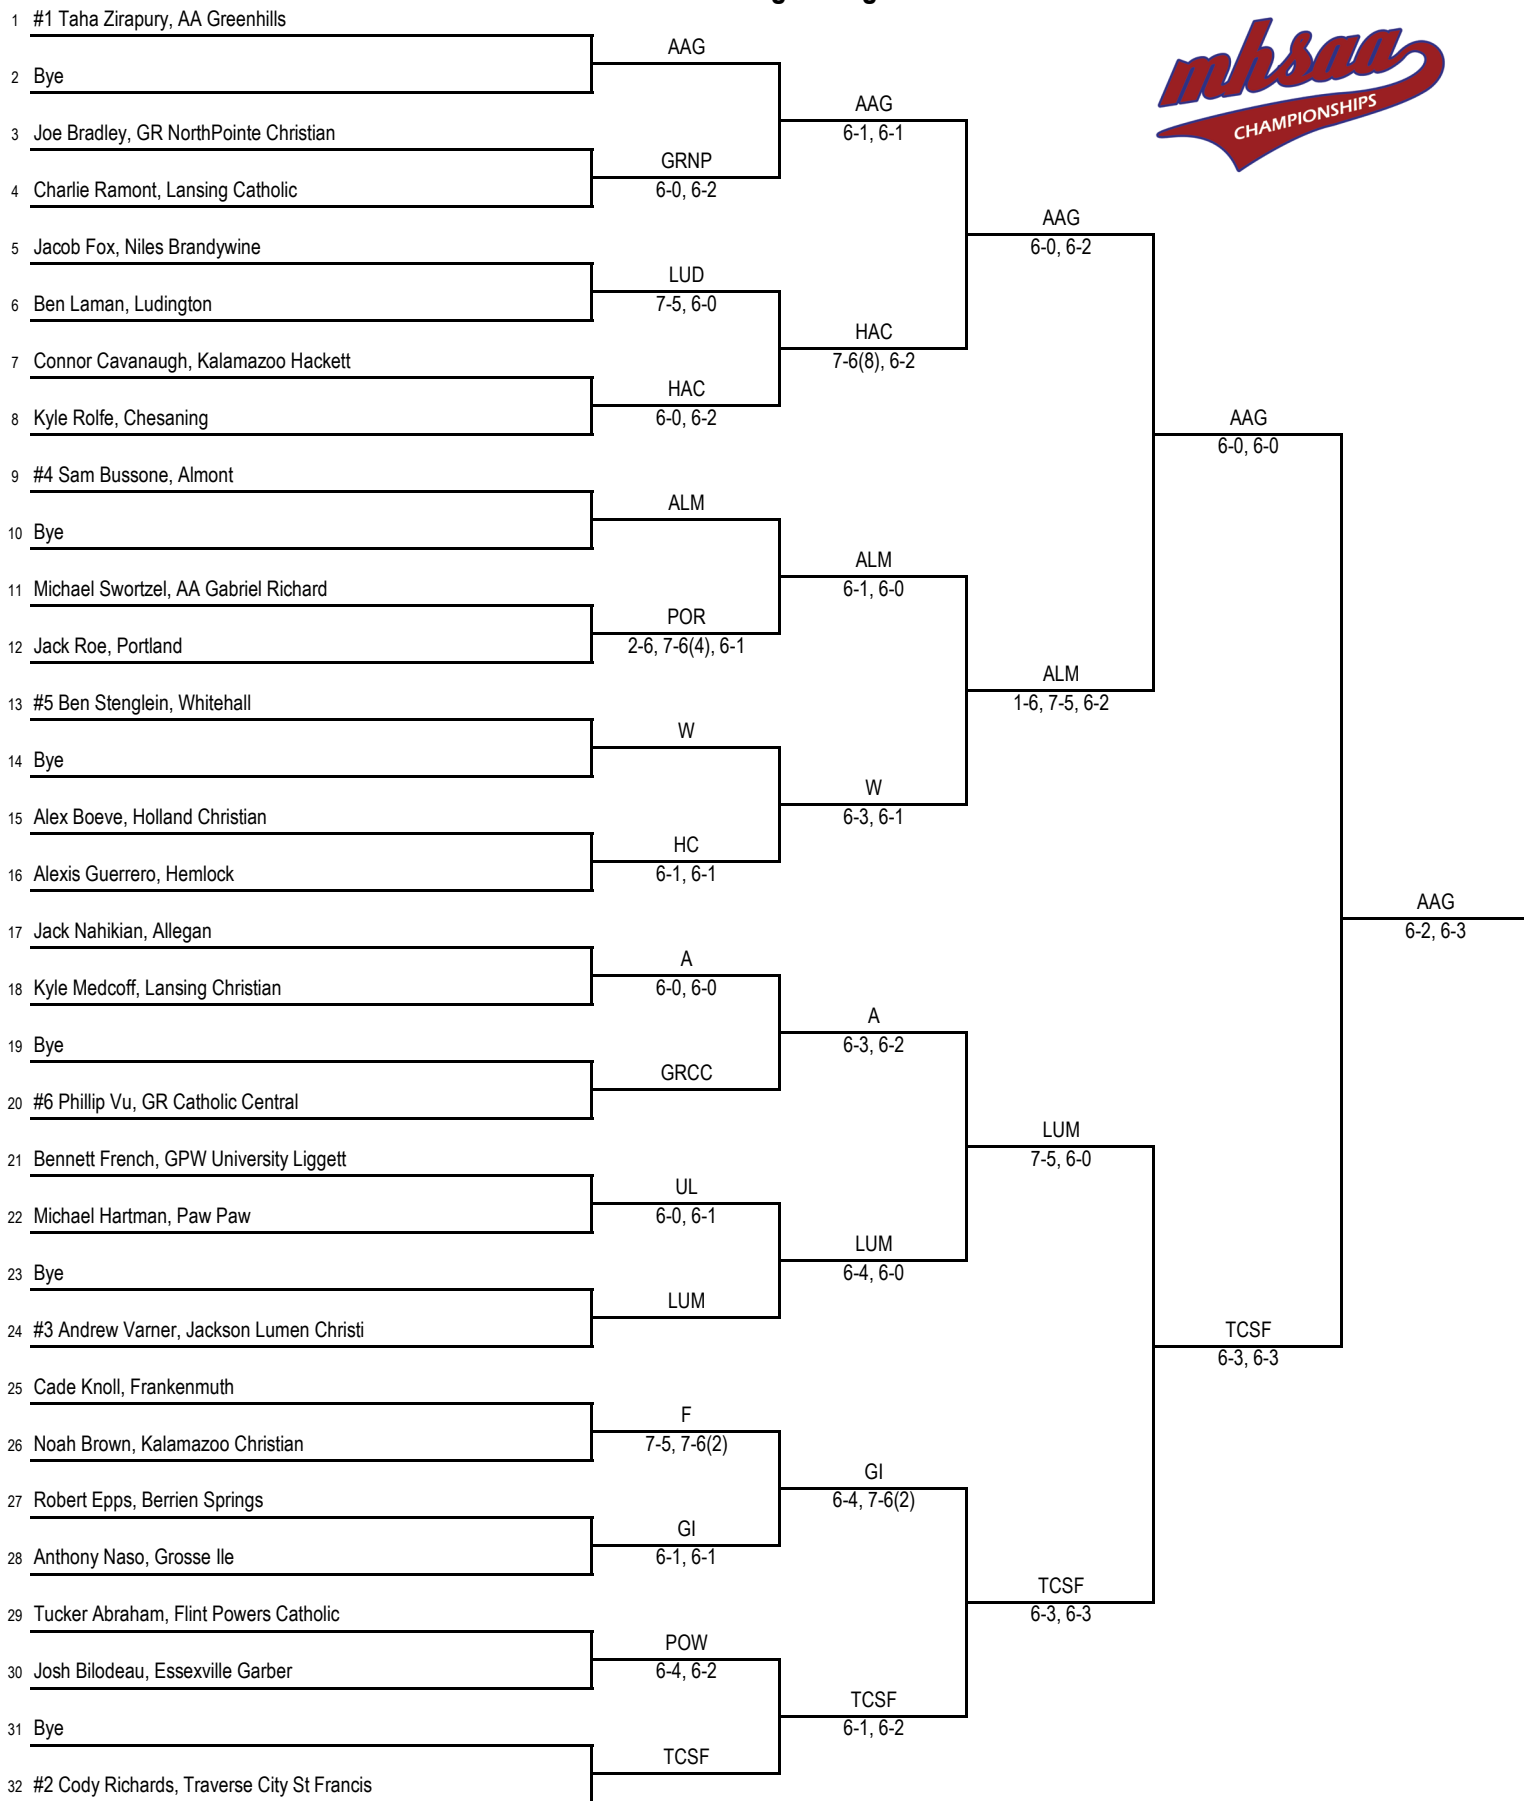 mhsaa
CHAMPIONSHIPS
1 #1 Taha Zirapury, AA Greenhills
AAG
2 Bye
AAG
6-1, 6-1
3 Joe Bradley, GR NorthPointe Christian
GRNP
6-0, 6-2
4 Charlie Ramont, Lansing Catholic
AAG
6-0, 6-2
5 Jacob Fox, Niles Brandywine
LUD
7-5, 6-0
6 Ben Laman, Ludington
HAC
7-6(8), 6-2
7 Connor Cavanaugh, Kalamazoo Hackett
HAC
6-0, 6-2
8 Kyle Rolfe, Chesaning
AAG
6-0, 6-0
9 #4 Sam Bussone, Almont
ALM
10 Bye
ALM
6-1, 6-0
11 Michael Swortzel, AA Gabriel Richard
POR
2-6, 7-6(4), 6-1
12 Jack Roe, Portland
ALM
1-6, 7-5, 6-2
13 #5 Ben Stenglein, Whitehall
W
14 Bye
W
6-3, 6-1
15 Alex Boeve, Holland Christian
HC
6-1, 6-1
16 Alexis Guerrero, Hemlock
AAG
6-2, 6-3
17 Jack Nahikian, Allegan
A
6-0, 6-0
18 Kyle Medcoff, Lansing Christian
A
6-3, 6-2
19 Bye
GRCC
20 #6 Phillip Vu, GR Catholic Central
LUM
7-5, 6-0
21 Bennett French, GPW University Liggett
UL
6-0, 6-1
22 Michael Hartman, Paw Paw
LUM
6-4, 6-0
23 Bye
LUM
24 #3 Andrew Varner, Jackson Lumen Christi
TCSF
6-3, 6-3
25 Cade Knoll, Frankenmuth
F
7-5, 7-6(2)
26 Noah Brown, Kalamazoo Christian
GI
6-4, 7-6(2)
27 Robert Epps, Berrien Springs
GI
6-1, 6-1
28 Anthony Naso, Grosse Ile
TCSF
6-3, 6-3
29 Tucker Abraham, Flint Powers Catholic
POW
6-4, 6-2
30 Josh Bilodeau, Essexville Garber
TCSF
6-1, 6-2
31 Bye
TCSF
32 #2 Cody Richards, Traverse City St Francis